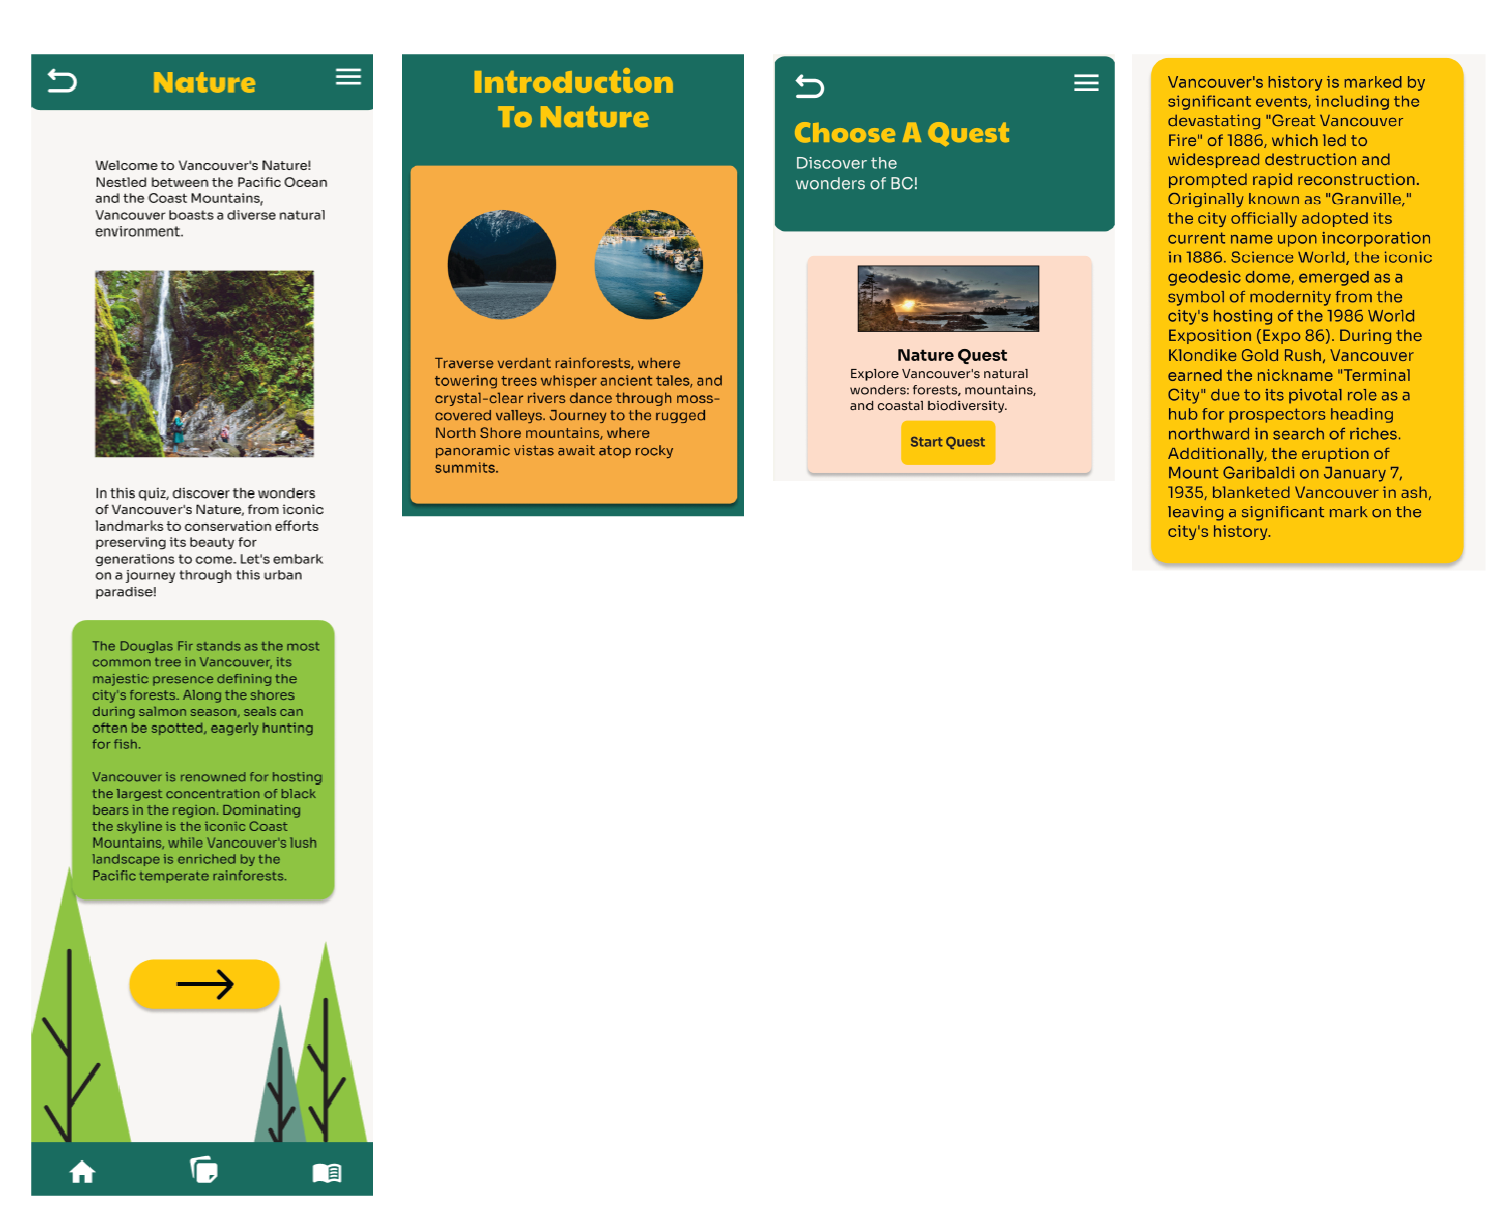 Nature
Welcome to Vancouver's Nature!
Nestled between the Pacific Ocean
and the Coast Mountains,
Vancouver boasts a diverse natural
environment.
In this quiz, discover the wonders
of Vancouver's Nature, from iconic
landmarks to conservation efforts
preserving its beauty for
generations to come. Let's embark
on a journey through this urban
paradise!
The Douglas Fir stands as the most
common tree in Vancouver, its
majestic presence defining the
city's forests. Along the shores
during salmon season, seals can
often be spotted, eagerly hunting
for fish.
Vancouver is renowned for hosting
the largest concentration of black
bears in the region. Dominating
the skyline is the iconic Coast
Mountains, while Vancouver's lush
landscape is enriched by the
Pacific temperate rainforests.
Introduction
To Nature
Traverse verdant rainforests, where
towering trees whisper ancient tales, and
crystal-clear rivers dance through moss-
covered valleys. Journey to the rugged
North Shore mountains, where
panoramic vistas await atop rocky
summits.
Choose A Quest
Discover the
wonders of BC!
Nature Quest
Explore Vancouver's natural
wonders: forests, mountains,
and coastal biodiversity.
Start Quest
Vancouver's history is marked by
significant events, including the
devastating "Great Vancouver
Fire" of 1886, which led to
widespread destruction and
prompted rapid reconstruction.
Originally known as "Granville,"
the city officially adopted its
current name upon incorporation
in 1886. Science World, the iconic
geodesic dome, emerged as a
symbol of modernity from the
city's hosting of the 1986 World
Exposition (Expo 86). During the
Klondike Gold Rush, Vancouver
earned the nickname "Terminal
City" due to its pivotal role as a
hub for prospectors heading
northward in search of riches.
Additionally, the eruption of
Mount Garibaldi on January 7,
1935, blanketed Vancouver in ash,
leaving a significant mark on the
city's history.